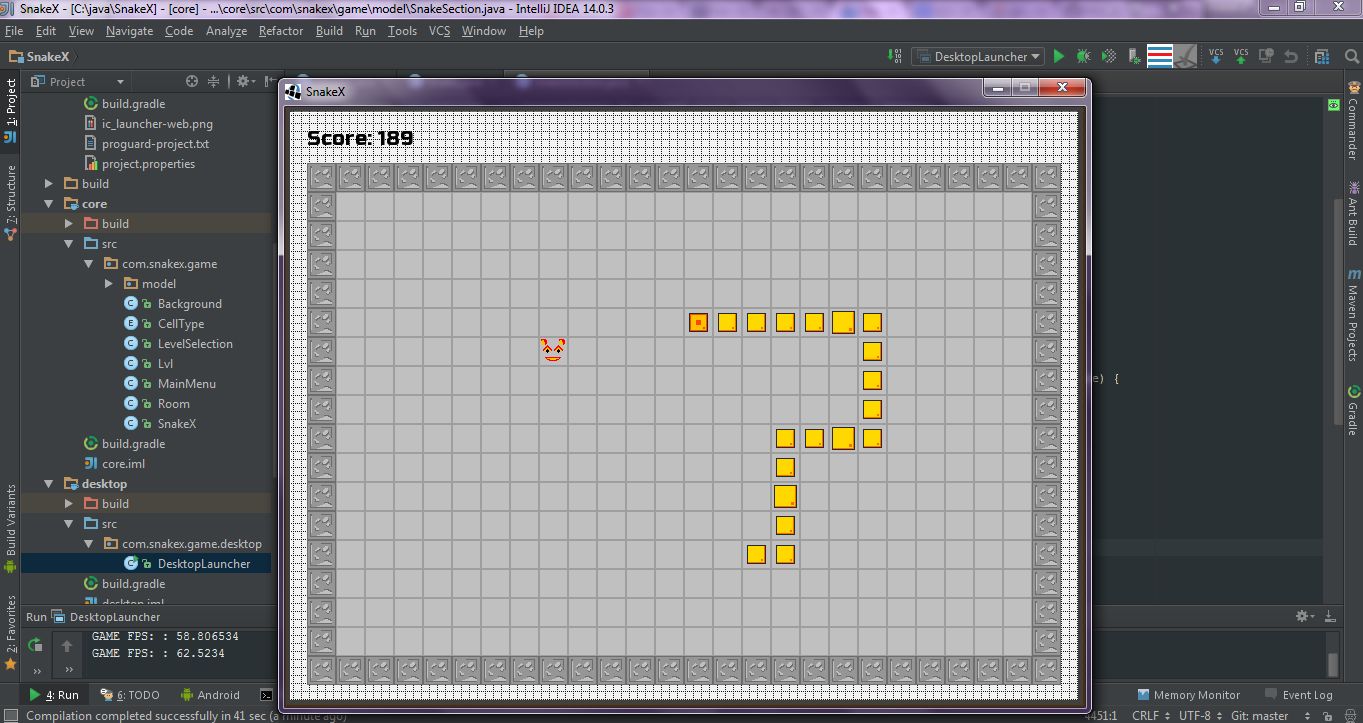 SnakeX - [C:\java\SnakeX] - [core] - ...\core\src\com\snakex\game\model\SnakeSection.java - IntelliJ IDEA 14.0.3
File Edit View Navigate Code Analyze Refactor Build Run Tools VCS Window Help
SnakeX
DesktopLauncher
VCS VCS
1: Project
7: Structure
Build Variants
2: Favorites
Project
build.gradle
ic_launcher-web.png
proguard-project.txt
project.properties
build
core
build
src
com.snakex.game
model
Background
CellType
LevelSelection
Lvl
MainMenu
Room
SnakeX
build.gradle
core.iml
desktop
build
src
com.snakex.game.desktop
DesktopLauncher
build.gradle
desktop.iml
SnakeX
Score: 189
e) {
Commander
Ant Build
Maven Projects
Gradle
Run DesktopLauncher
GAME FPS: : 58.806534
GAME FPS: : 62.5234
4: Run 6: TODO Android
Memory Monitor Event Log
Compilation completed successfully in 41 sec (a minute ago)
4451:1 CRLF UTF-8 Git: master